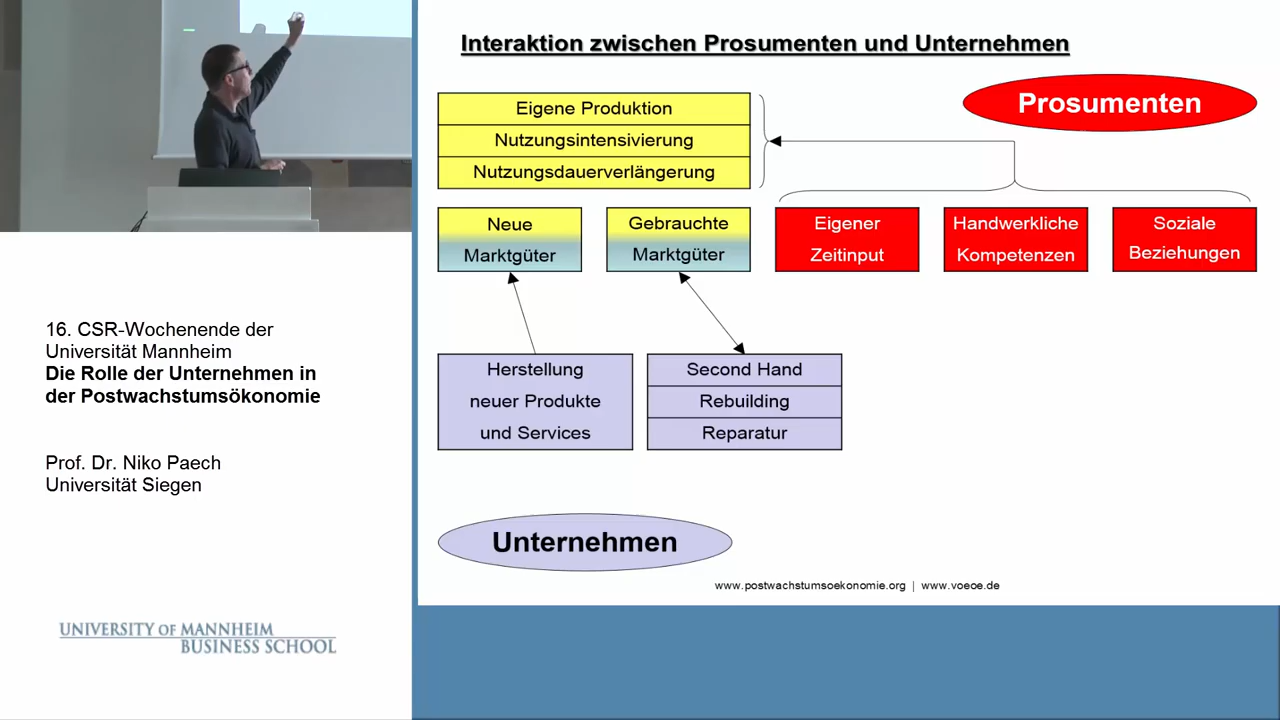 Interaktion zwischen Prosumenten und Unternehmen
Prosumenten
Eigene Produktion
Nutzungsintensivierung
Nutzungsdauerverlängerung
Neue
Marktgüter
Gebrauchte
Marktgüter
Eigener
Zeitinput
Handwerkliche
Kompetenzen
Soziale
Beziehungen
Herstellung
neuer Produkte
und Services
Second Hand
Rebuilding
Reparatur
Unternehmen
www.postwachstumsoekonomie.org | www.voeoe.de
16. CSR-Wochenende der
Universität Mannheim
Die Rolle der Unternehmen in
der Postwachstumsökonomie
Prof. Dr. Niko Paech
Universität Siegen
UNIVERSITY OF MANNHEIM
BUSINESS SCHOOL